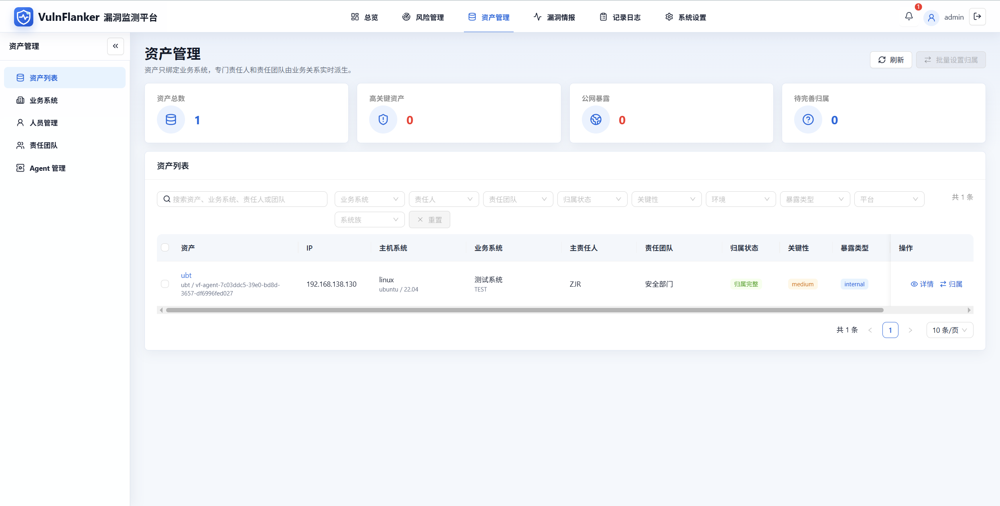 VulnFlanker 漏洞监测平台
总览
风险管理
资产管理
漏洞情报
记录日志
系统设置
1
admin
资产管理
资产列表
业务系统
人员管理
责任团队
Agent 管理
资产管理
资产只绑定业务系统，专门责任人和责任团队由业务关系实时派生。
刷新
批量设置归属
资产总数
1
高关键资产
0
公网暴露
0
待完善归属
0
资产列表
搜索资产、业务系统、责任人或团队
业务系统
责任人
责任团队
归属状态
关键性
环境
暴露类型
平台
共 1 条
系统族
重置
资产
IP
主机系统
业务系统
主责任人
责任团队
归属状态
关键性
暴露类型
操作
ubt
ubt / vf-agent-7c03ddc5-39e0-bd8d-
3657-df6996fed027
192.168.138.130
linux
ubuntu / 22.04
测试系统
TEST
ZJR
安全部门
归属完整
medium
internal
详情
归属
共 1 条
1
10 条/页